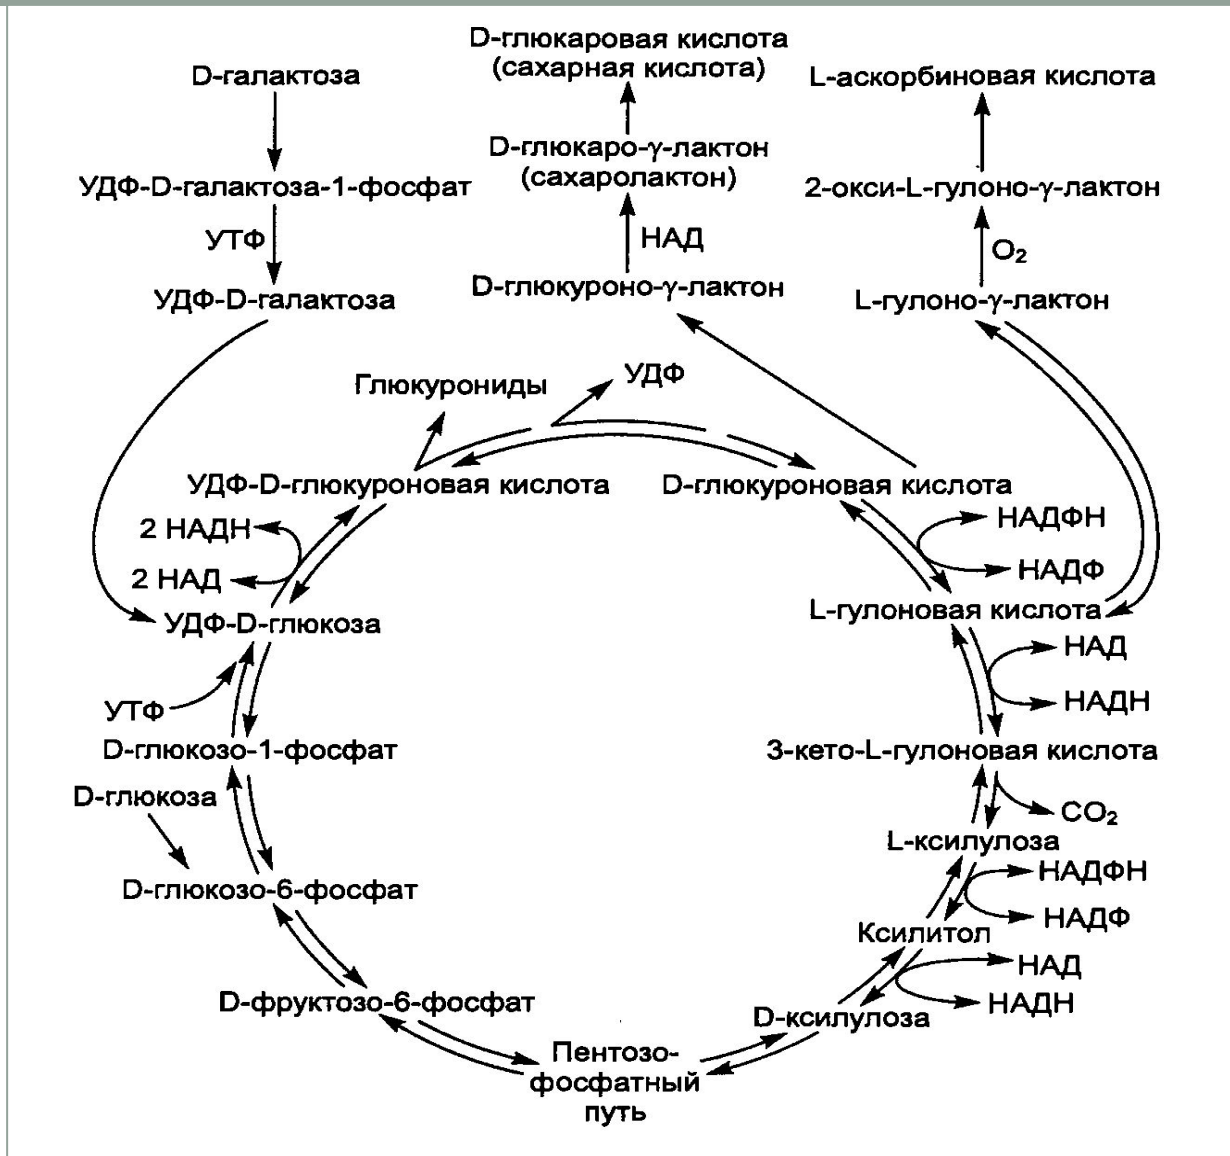 D-глюкаровая кислота
(сахарная кислота)
D-галактоза
L-аскорбиновая кислота
D-глюкаро-γ-лактон
(сахаролактон)
УДФ-D-галактоза-1-фосфат
2-окси-L-гулоно-γ-лактон
УТФ
НАД
O₂
D-глюкуроно-γ-лактон
УДФ-D-галактоза
L-гулоно-γ-лактон
Глюкурониды
УДФ
УДФ-D-глюкуроновая кислота
D-глюкуроновая кислота
2 НАДН
НАДФН
2 НАД
НАДФ
УДФ-D-глюкоза
L-гулоновая кислота
НАД
УТФ
НАДН
D-глюкозо-1-фосфат
3-кето-L-гулоновая кислота
D-глюкоза
CO₂
L-ксилулоза
D-глюкозо-6-фосфат
НАДФН
НАДФ
Ксилитол
НАД
D-фруктозо-6-фосфат
НАДН
D-ксилулоза
Пентозо-
фосфатный
путь